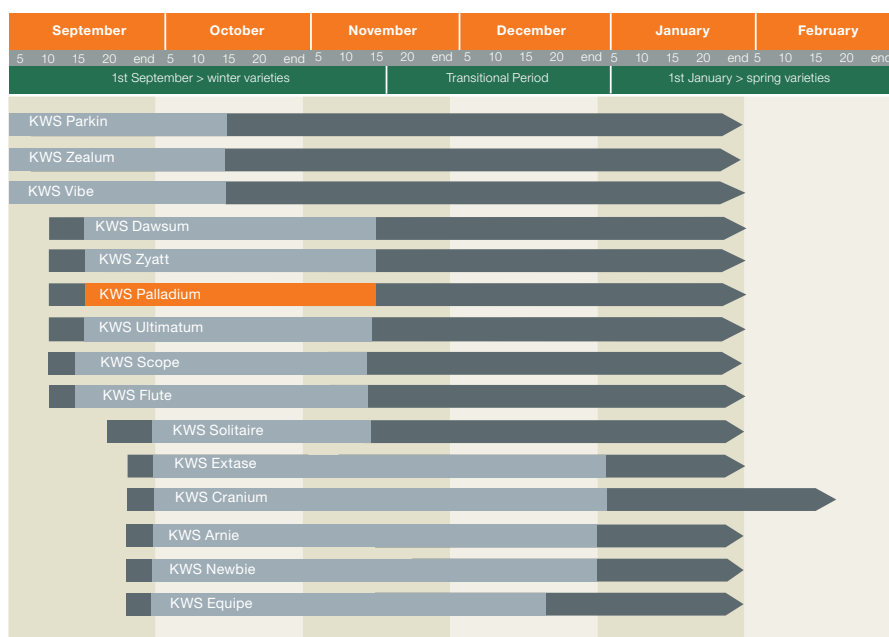 September October November December January February
5 10 15 20 end 5 10 15 20 end 5 10 15 20 end 5 10 15 20 end 5 10 15 20 end 5 10 15 20 end
1st September > winter varieties Transitional Period 1st January > spring varieties
KWS Parkin
KWS Zealum
KWS Vibe
KWS Dawsum
KWS Zyatt
KWS Palladium
KWS Ultimatum
KWS Scope
KWS Flute
KWS Solitaire
KWS Extase
KWS Cranium
KWS Arnie
KWS Newbie
KWS Equipe